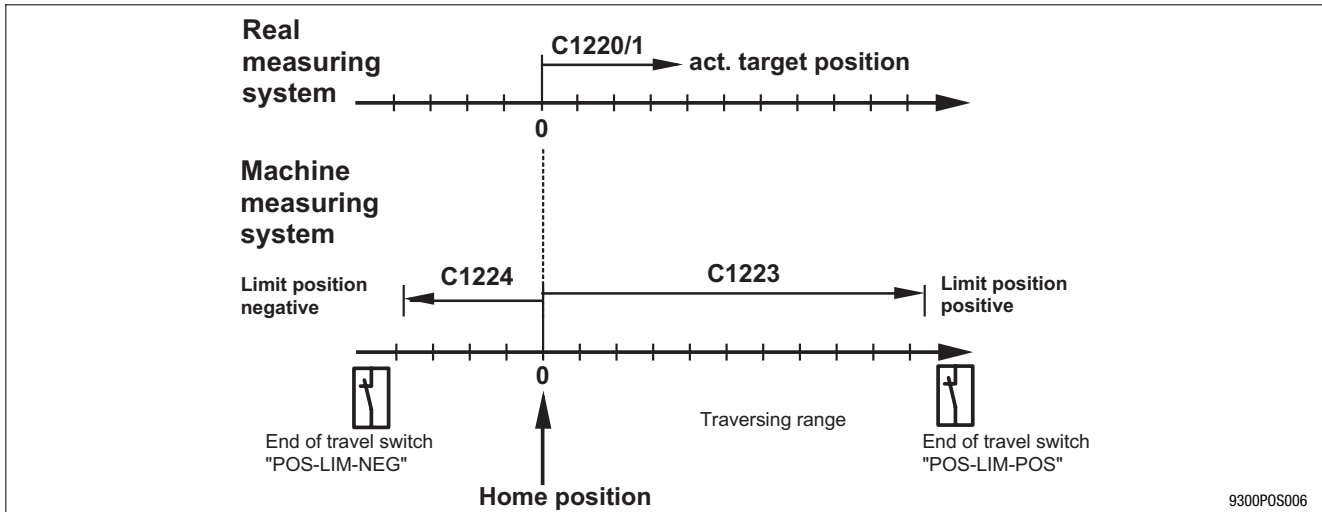 Real
measuring
system
C1220/1
act. target position
0
Machine
measuring
system
Limit position
negative
C1224
C1223
Limit position
positive
0
End of travel switch
"POS-LIM-NEG"
Traversing range
End of travel switch
"POS-LIM-POS"
Home position
9300POS006